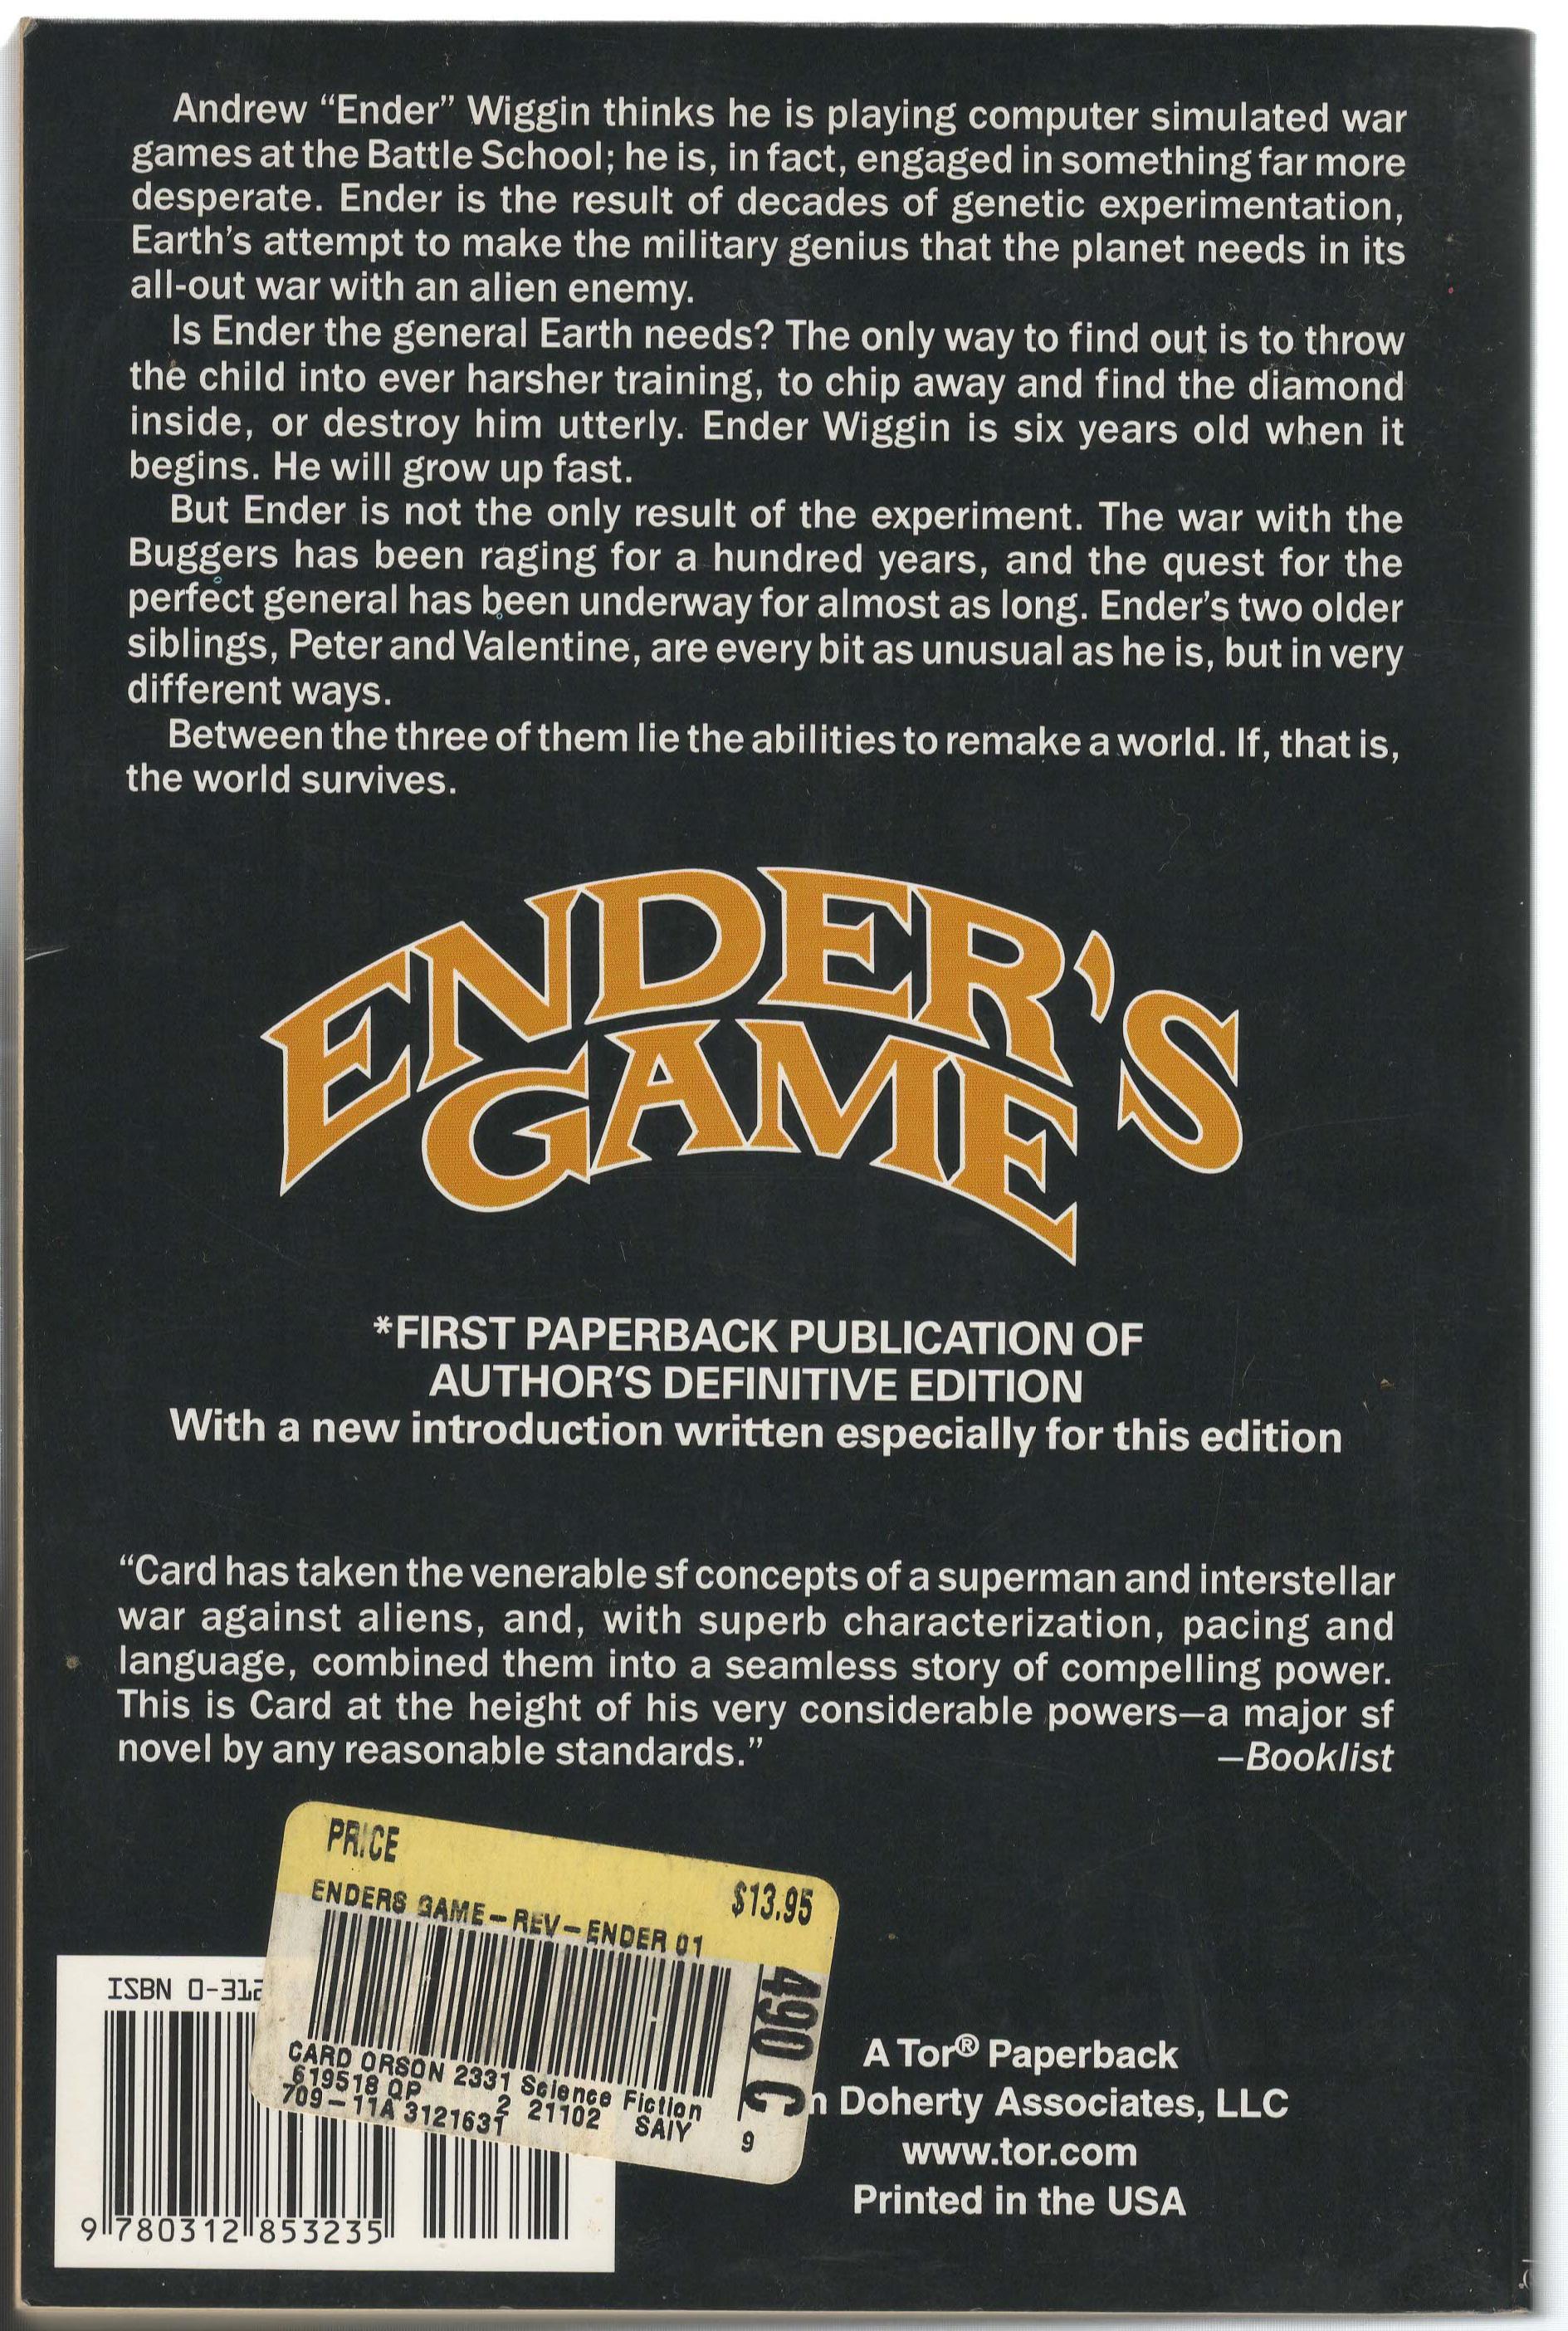 Andrew “Ender” Wiggin thinks he is playing computer simulated war
games at the Battle School; he is, in fact, engaged in something far more
desperate. Ender is the result of decades of genetic experimentation,
Earth’s attempt to make the military genius that the planet needs in its
all-out war with an alien enemy.
Is Ender the general Earth needs? The only way to find out is to throw
the child into ever harsher training, to chip away and find the diamond
inside, or destroy him utterly. Ender Wiggin is six years old when it
begins. He will grow up fast.
But Ender is not the only result of the experiment. The war with the
Buggers has been raging for a hundred years, and the quest for the
perfect general has been underway for almost as long. Ender’s two older
siblings, Peter and Valentine, are every bit as unusual as he is, but in very
different ways.
Between the three of them lie the abilities to remake a world. If, that is,
the world survives.
ENDER’S
GAME
*FIRST PAPERBACK PUBLICATION OF
AUTHOR’S DEFINITIVE EDITION
With a new introduction written especially for this edition
“Card has taken the venerable sf concepts of a superman and interstellar
war against aliens, and, with superb characterization, pacing and
language, combined them into a seamless story of compelling power.
This is Card at the height of his very considerable powers—a major sf
novel by any reasonable standards.” —Booklist
PRICE
$13.95
ENDERS GAME—REV—ENDER 01
490 C
CARD ORSON 2331 Science Fiction
619518 QP 2 21102 SAIY
709-11A 3121631
9
ISBN 0-312
9 780312 853235
A Tor® Paperback
Doherty Associates, LLC
www.tor.com
Printed in the USA